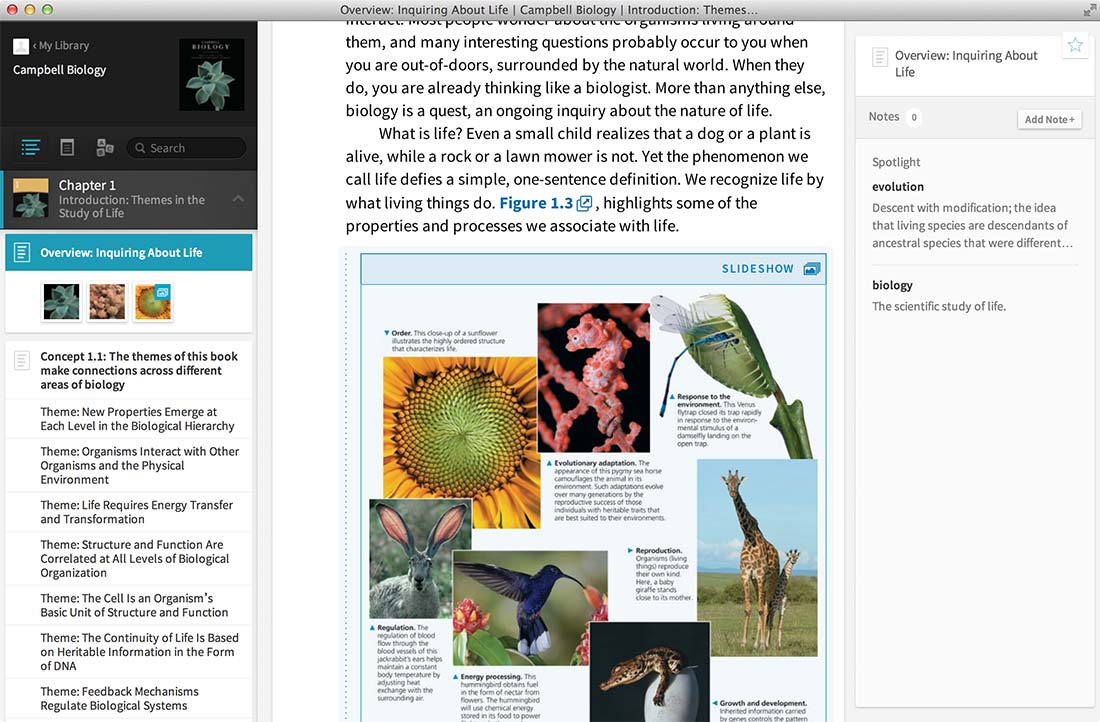 Overview: Inquiring About Life | Campbell Biology | Introduction: Themes…
‹ My Library
Campbell Biology
CAMPBELL
BIOLOGY
Search
1
Chapter 1
Introduction: Themes in the
Study of Life
Overview: Inquiring About Life
Concept 1.1: The themes of this book
make connections across different
areas of biology
Theme: New Properties Emerge at
Each Level in the Biological Hierarchy
Theme: Organisms Interact with Other
Organisms and the Physical
Environment
Theme: Life Requires Energy Transfer
and Transformation
Theme: Structure and Function Are
Correlated at All Levels of Biological
Organization
Theme: The Cell Is an Organism's
Basic Unit of Structure and Function
Theme: The Continuity of Life Is Based
on Heritable Information in the Form
of DNA
Theme: Feedback Mechanisms
Regulate Biological Systems
interact. Most people wonder about the organisms living around
them, and many interesting questions probably occur to you when
you are out-of-doors, surrounded by the natural world. When they
do, you are already thinking like a biologist. More than anything else,
biology is a quest, an ongoing inquiry about the nature of life.
What is life? Even a small child realizes that a dog or a plant is
alive, while a rock or a lawn mower is not. Yet the phenomenon we
call life defies a simple, one-sentence definition. We recognize life by
what living things do. Figure 1.3 , highlights some of the
properties and processes we associate with life.
SLIDESHOW
▼ Order. This close-up of a sunflower
illustrates the highly ordered structure
that characterizes life.
▲ Response to the
environment. This Venus
flytrap closed its trap rapidly
in response to the environ-
mental stimulus of a
damselfly landing on the
open trap.
▲ Evolutionary adaptation. The
appearance of this pygmy sea horse
camouflages the animal in its
environment. Such adaptations evolve
over many generations by the
reproductive success of those
individuals with heritable traits that
are best suited to their environments.
▶ Reproduction.
Organisms (living
things) reproduce
their own kind.
Here, a baby
giraffe stands
close to its mother.
▲ Regulation. The
regulation of blood
flow through the
blood vessels of this
jackrabbit's ears helps
maintain a constant
body temperature by
adjusting heat
exchange with the
surrounding air.
▲ Energy processing. This
hummingbird obtains fuel
in the form of nectar from
flowers. The hummingbird
will use chemical energy
stored in its food to power
◀ Growth and development.
Inherited information carried
by genes controls the pattern
Overview: Inquiring About
Life
Notes 0
Add Note +
Spotlight
evolution
Descent with modification; the idea
that living species are descendants of
ancestral species that were different…
biology
The scientific study of life.